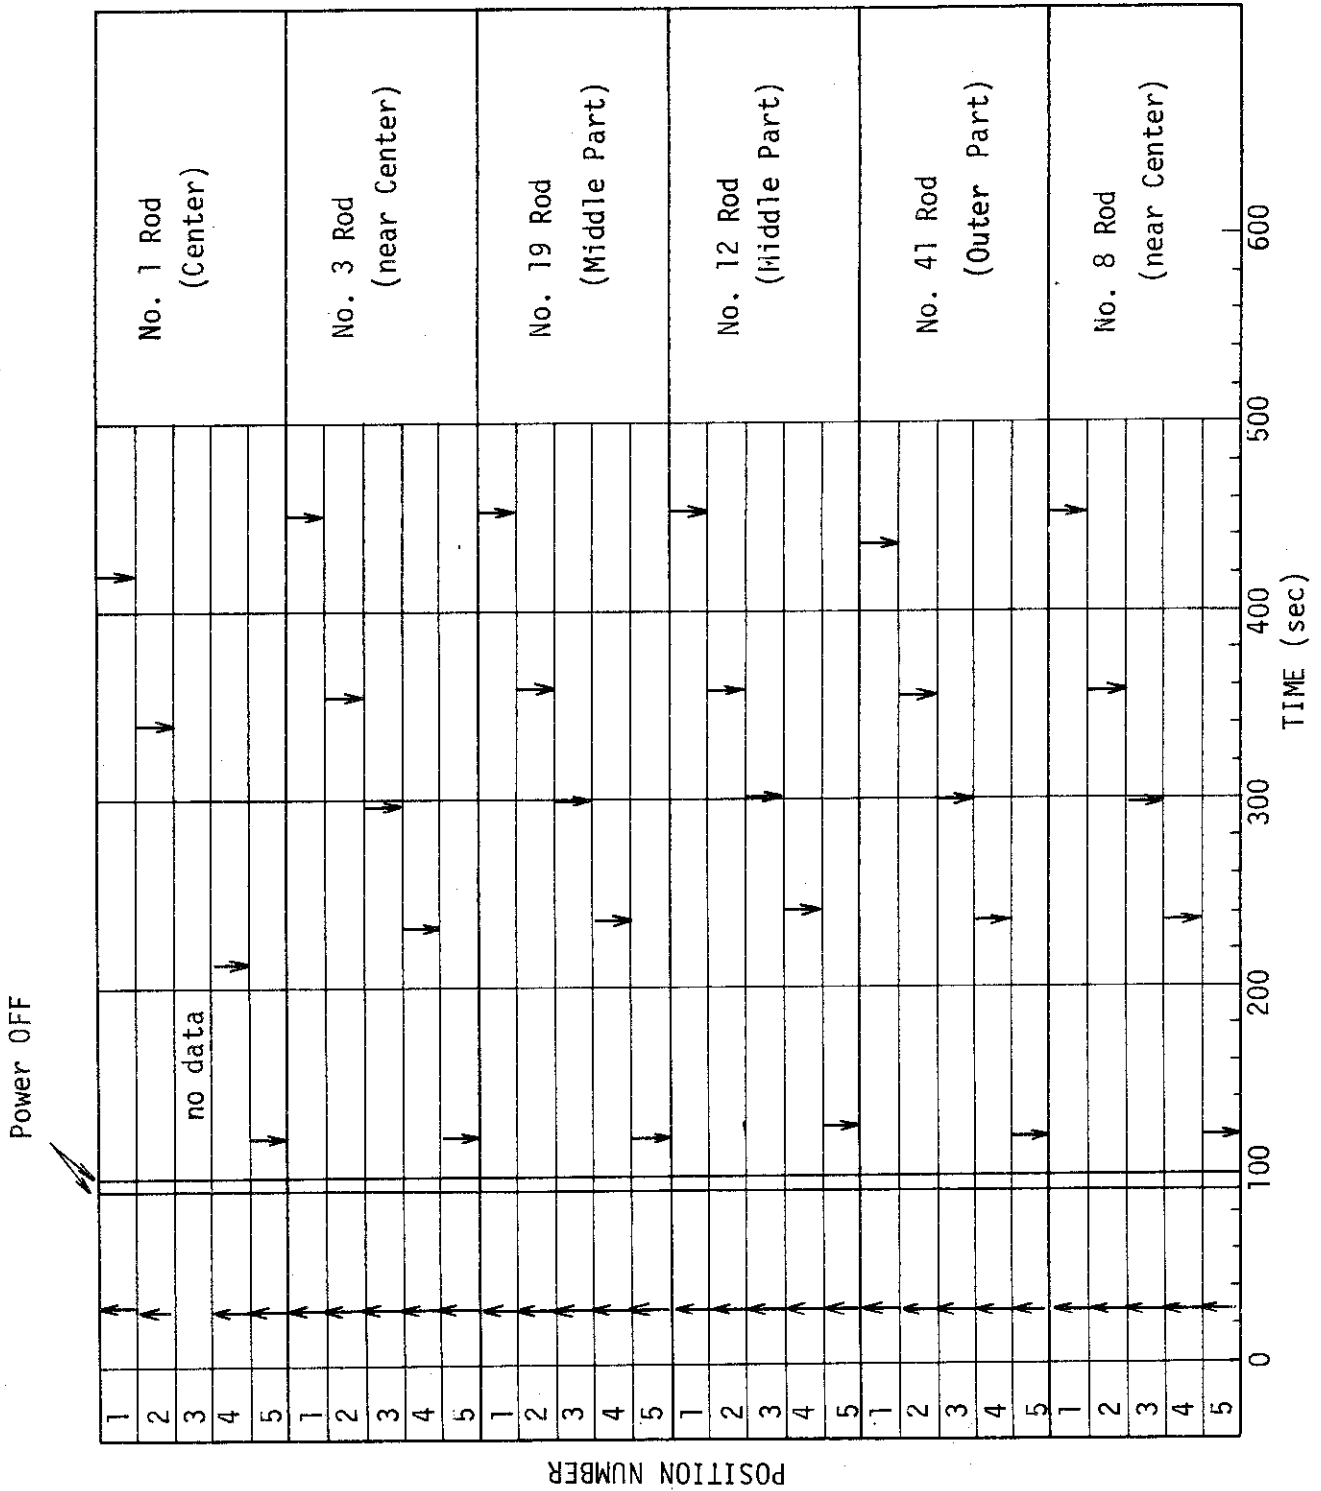 Power OFF
POSITION NUMBER
1
2
3
4
5
no data
No. 1 Rod
(Center)
1
2
3
4
5
No. 3 Rod
(near Center)
1
2
3
4
5
No. 19 Rod
(Middle Part)
1
2
3
4
5
No. 12 Rod
(Middle Part)
1
2
3
4
5
No. 41 Rod
(Outer Part)
1
2
3
4
5
No. 8 Rod
(near Center)
0
100
200
300
400
500
600
TIME (sec)